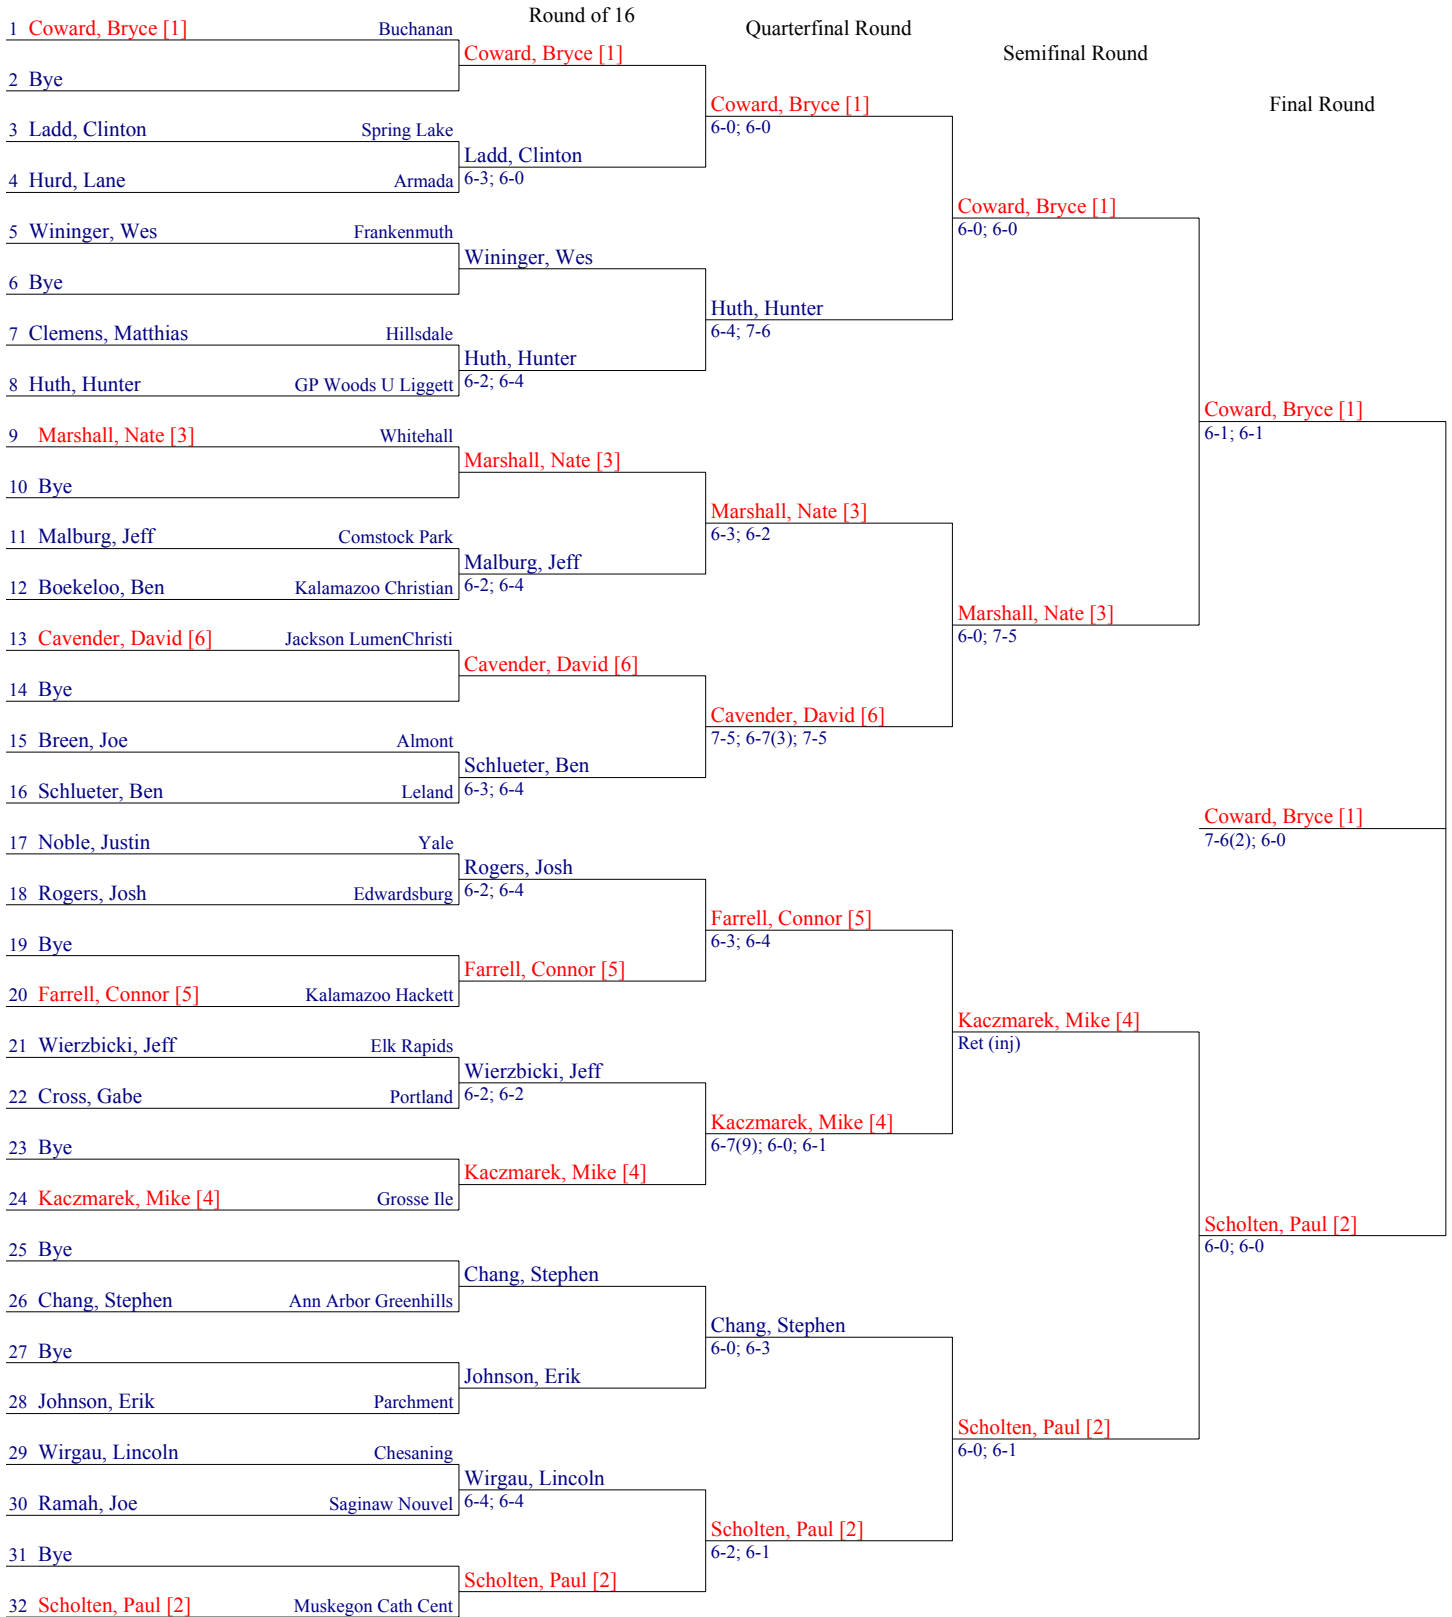 Round of 16
Quarterfinal Round
Semifinal Round
Final Round
1 Coward, Bryce [1] Buchanan
2 Bye
3 Ladd, Clinton Spring Lake
4 Hurd, Lane Armada
5 Wininger, Wes Frankenmuth
6 Bye
7 Clemens, Matthias Hillsdale
8 Huth, Hunter GP Woods U Liggett
9 Marshall, Nate [3] Whitehall
10 Bye
11 Malburg, Jeff Comstock Park
12 Boekeloo, Ben Kalamazoo Christian
13 Cavender, David [6] Jackson LumenChristi
14 Bye
15 Breen, Joe Almont
16 Schlueter, Ben Leland
17 Noble, Justin Yale
18 Rogers, Josh Edwardsburg
19 Bye
20 Farrell, Connor [5] Kalamazoo Hackett
21 Wierzbicki, Jeff Elk Rapids
22 Cross, Gabe Portland
23 Bye
24 Kaczmarek, Mike [4] Grosse Ile
25 Bye
26 Chang, Stephen Ann Arbor Greenhills
27 Bye
28 Johnson, Erik Parchment
29 Wirgau, Lincoln Chesaning
30 Ramah, Joe Saginaw Nouvel
31 Bye
32 Scholten, Paul [2] Muskegon Cath Cent
Coward, Bryce [1]
Ladd, Clinton
6-3; 6-0
Wininger, Wes
Huth, Hunter
6-2; 6-4
Marshall, Nate [3]
Malburg, Jeff
6-2; 6-4
Cavender, David [6]
Schlueter, Ben
6-3; 6-4
Rogers, Josh
6-2; 6-4
Farrell, Connor [5]
Wierzbicki, Jeff
6-2; 6-2
Kaczmarek, Mike [4]
Chang, Stephen
Johnson, Erik
Wirgau, Lincoln
6-4; 6-4
Scholten, Paul [2]
Coward, Bryce [1]
6-0; 6-0
Huth, Hunter
6-4; 7-6
Marshall, Nate [3]
6-3; 6-2
Cavender, David [6]
7-5; 6-7(3); 7-5
Farrell, Connor [5]
6-3; 6-4
Kaczmarek, Mike [4]
6-7(9); 6-0; 6-1
Chang, Stephen
6-0; 6-3
Scholten, Paul [2]
6-2; 6-1
Coward, Bryce [1]
6-0; 6-0
Marshall, Nate [3]
6-0; 7-5
Kaczmarek, Mike [4]
Ret (inj)
Scholten, Paul [2]
6-0; 6-1
Coward, Bryce [1]
6-1; 6-1
Coward, Bryce [1]
7-6(2); 6-0
Scholten, Paul [2]
6-0; 6-0